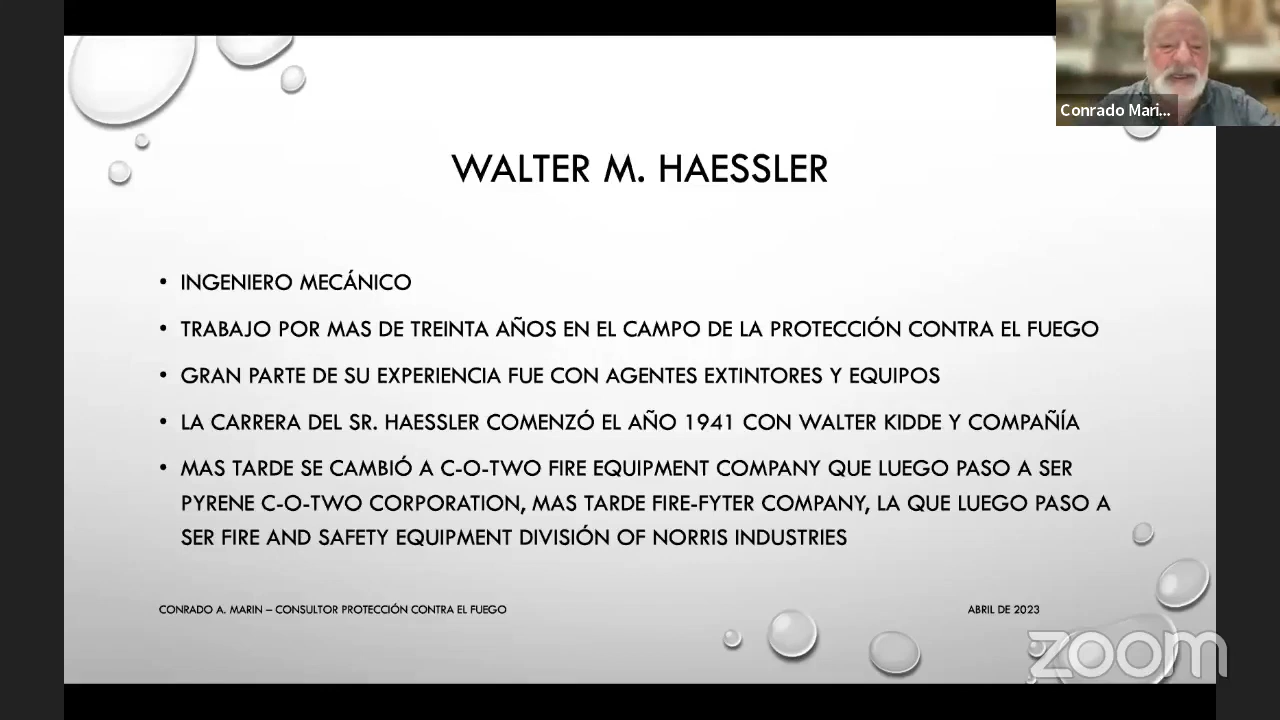 Conrado Mari...
WALTER M. HAESSLER
• INGENIERO MECÁNICO
• TRABAJO POR MAS DE TREINTA AÑOS EN EL CAMPO DE LA PROTECCIÓN CONTRA EL FUEGO
• GRAN PARTE DE SU EXPERIENCIA FUE CON AGENTES EXTINTORES Y EQUIPOS
• LA CARRERA DEL SR. HAESSLER COMENZÓ EL AÑO 1941 CON WALTER KIDDE Y COMPAÑÍA
• MAS TARDE SE CAMBIÓ A C-O-TWO FIRE EQUIPMENT COMPANY QUE LUEGO PASO A SER
PYRENE C-O-TWO CORPORATION, MAS TARDE FIRE-FYTER COMPANY, LA QUE LUEGO PASO A
SER FIRE AND SAFETY EQUIPMENT DIVISIÓN OF NORRIS INDUSTRIES
CONRADO A. MARIN – CONSULTOR PROTECCIÓN CONTRA EL FUEGO
ABRIL DE 2023
zoom